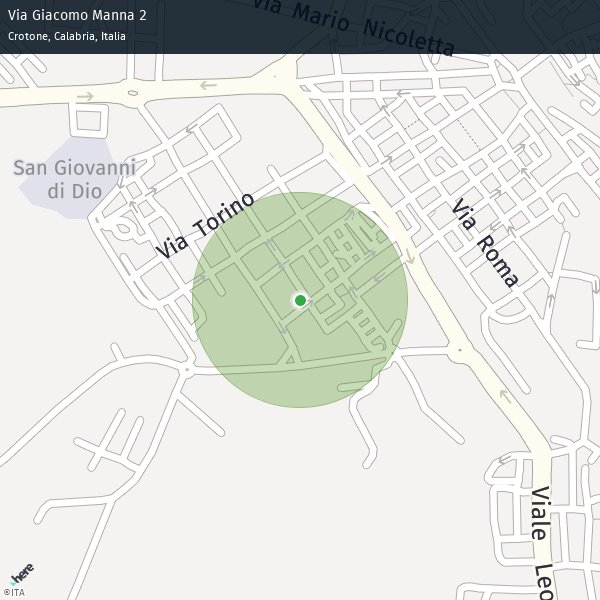 Via Giacomo Manna 2
Crotone, Calabria, Italia
Via Mario Nicoletta
San Giovanni
di Dio
Via Torino
Via Roma
Viale Leo
here
©ITA